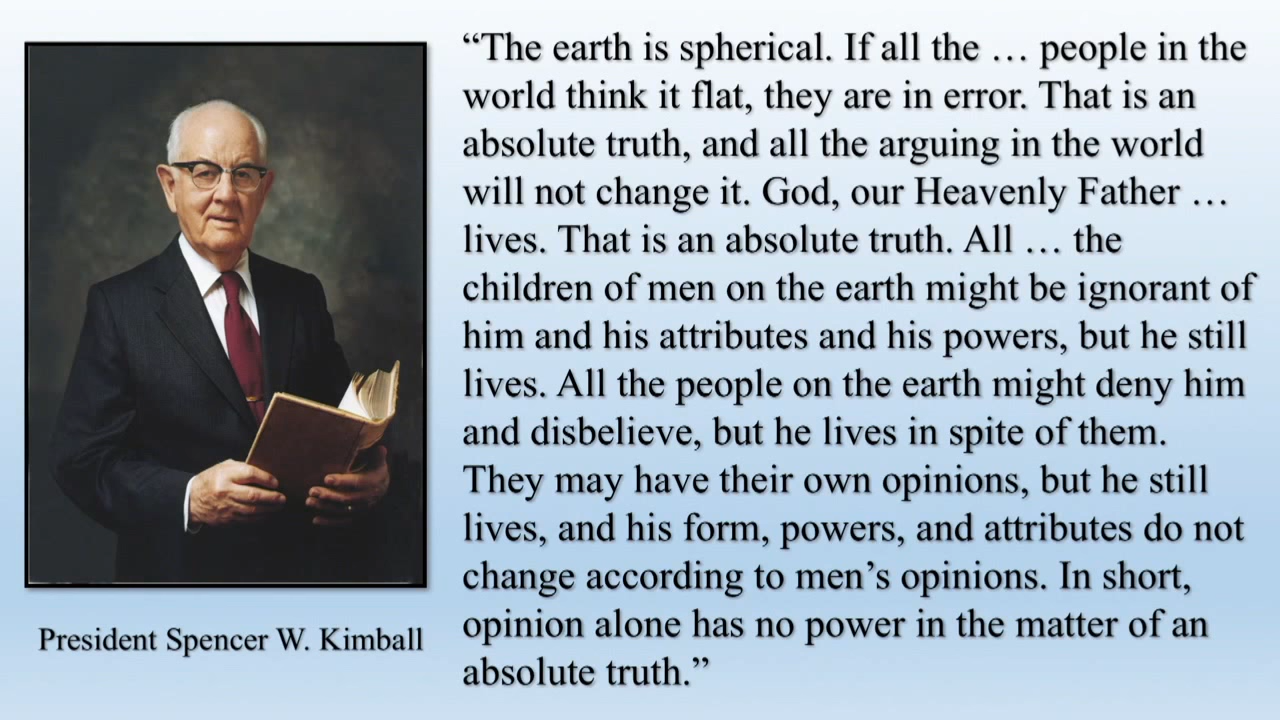 “The earth is spherical. If all the … people in the
world think it flat, they are in error. That is an
absolute truth, and all the arguing in the world
will not change it. God, our Heavenly Father …
lives. That is an absolute truth. All … the
children of men on the earth might be ignorant of
him and his attributes and his powers, but he still
lives. All the people on the earth might deny him
and disbelieve, but he lives in spite of them.
They may have their own opinions, but he still
lives, and his form, powers, and attributes do not
change according to men’s opinions. In short,
opinion alone has no power in the matter of an
absolute truth.”
President Spencer W. Kimball